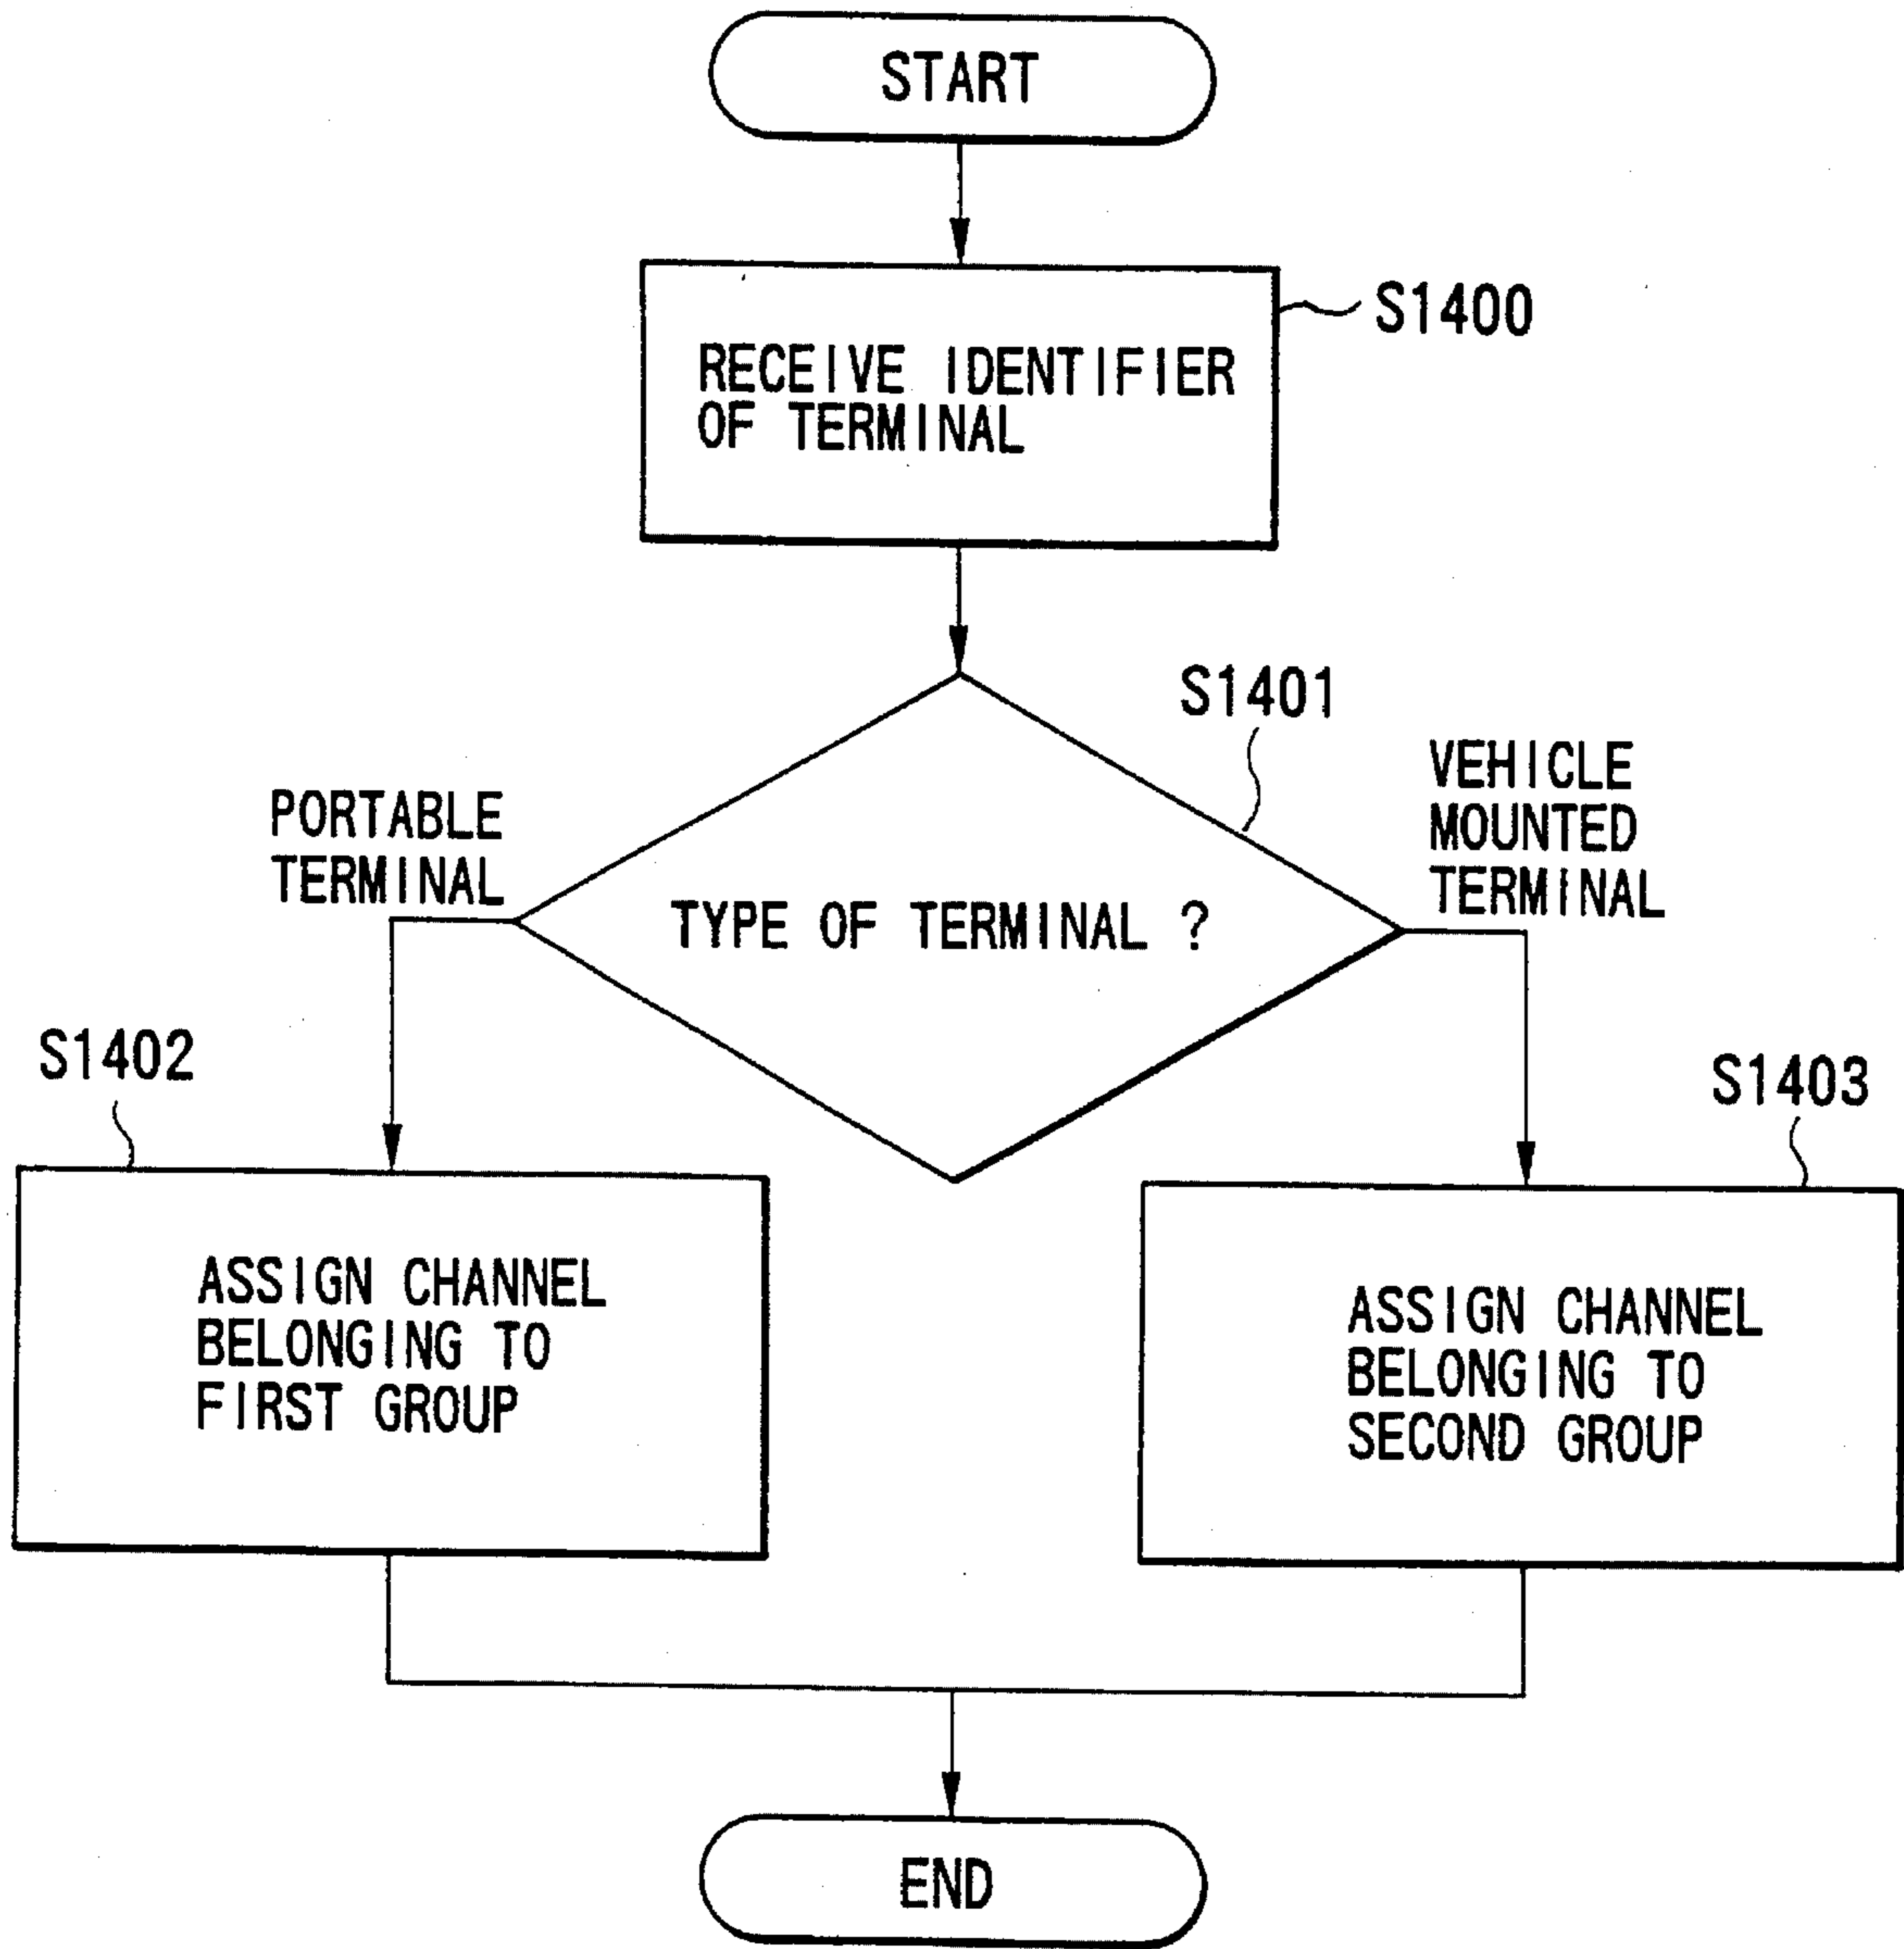 START
S1400
RECEIVE IDENTIFIER
OF TERMINAL
S1401
PORTABLE
TERMINAL
VEHICLE
MOUNTED
TERMINAL
TYPE OF TERMINAL ?
S1402
S1403
ASSIGN CHANNEL
BELONGING TO
FIRST GROUP
ASSIGN CHANNEL
BELONGING TO
SECOND GROUP
END